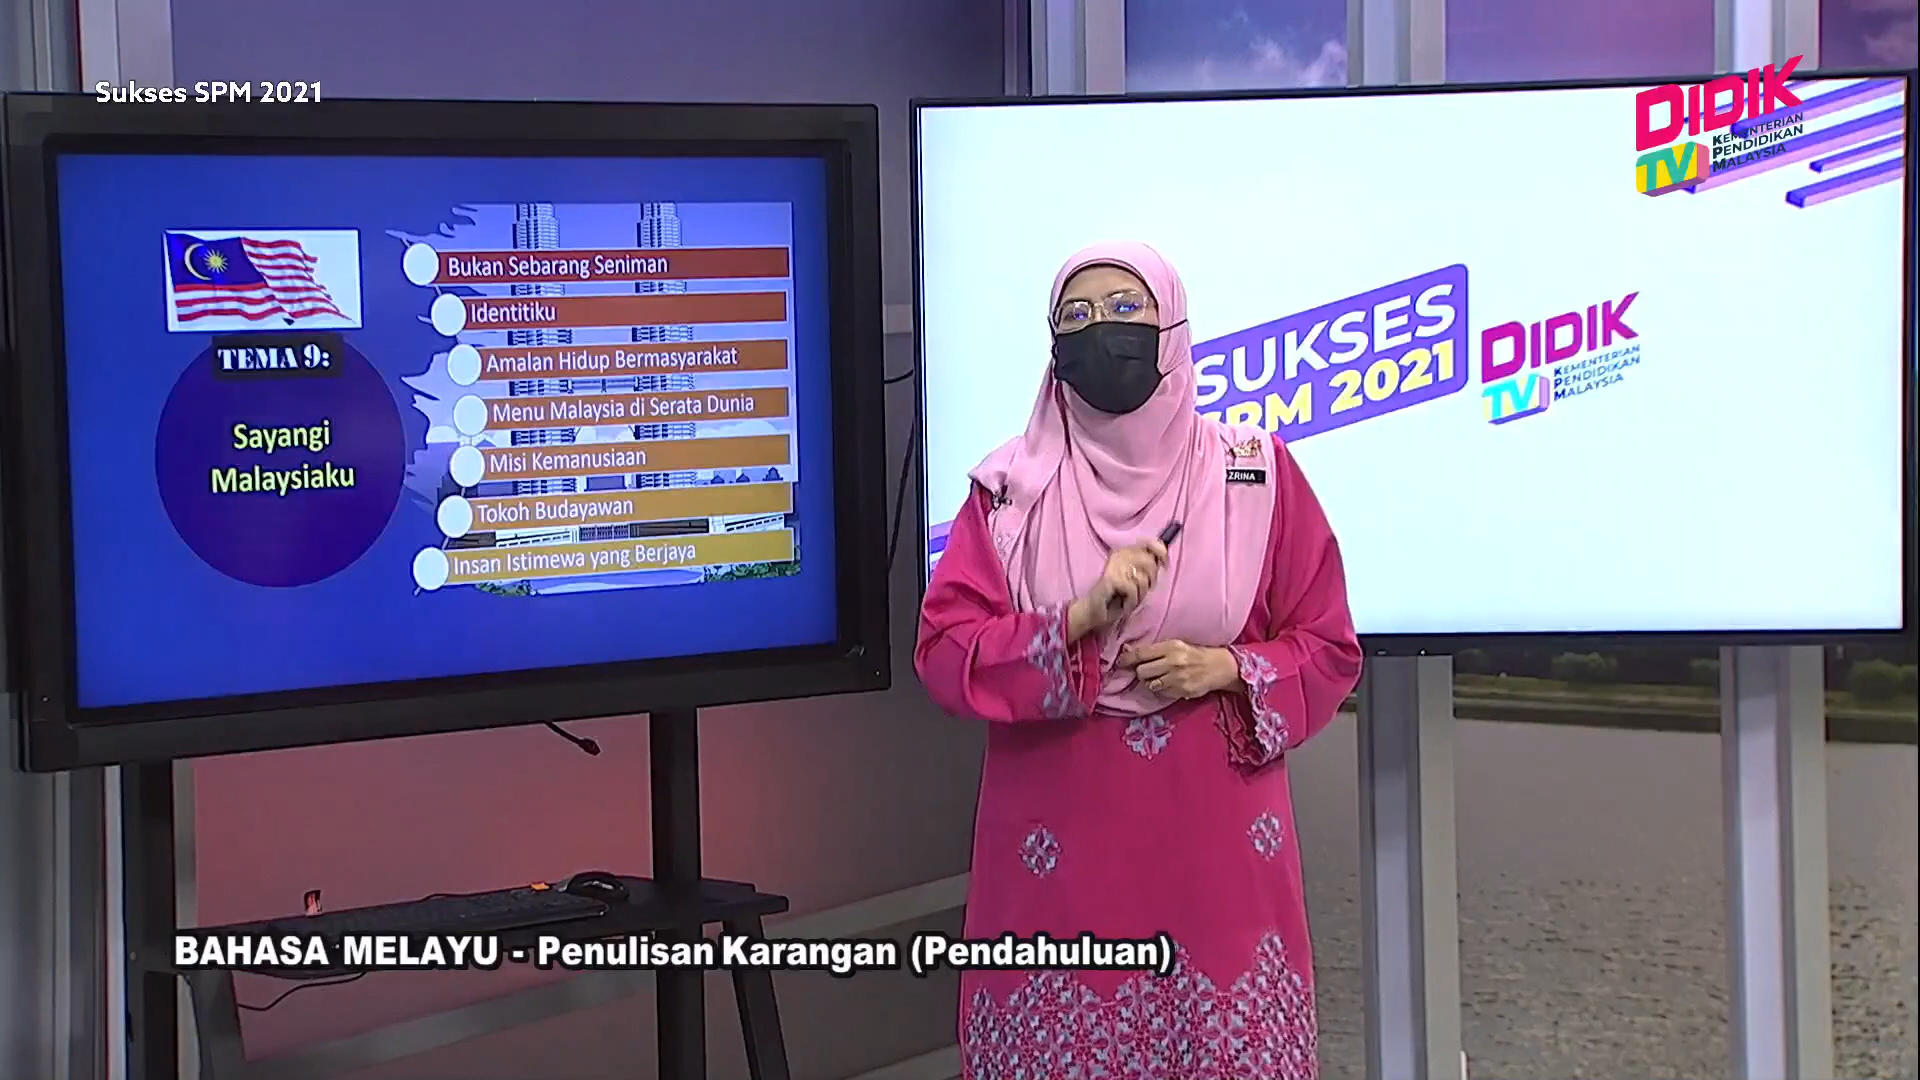 Sukses SPM 2021
DIDIK
TV
KEMENTERIAN
PENDIDIKAN
MALAYSIA
TEMA 9:
Sayangi
Malaysiaku
Bukan Sebarang Seniman
Identitiku
Amalan Hidup Bermasyarakat
Menu Malaysia di Serata Dunia
Misi Kemanusiaan
Tokoh Budayawan
Insan Istimewa yang Berjaya
SUKSES
SPM 2021
DIDIK
TV
KEMENTERIAN
PENDIDIKAN
MALAYSIA
ZRINA
BAHASA MELAYU - Penulisan Karangan (Pendahuluan)